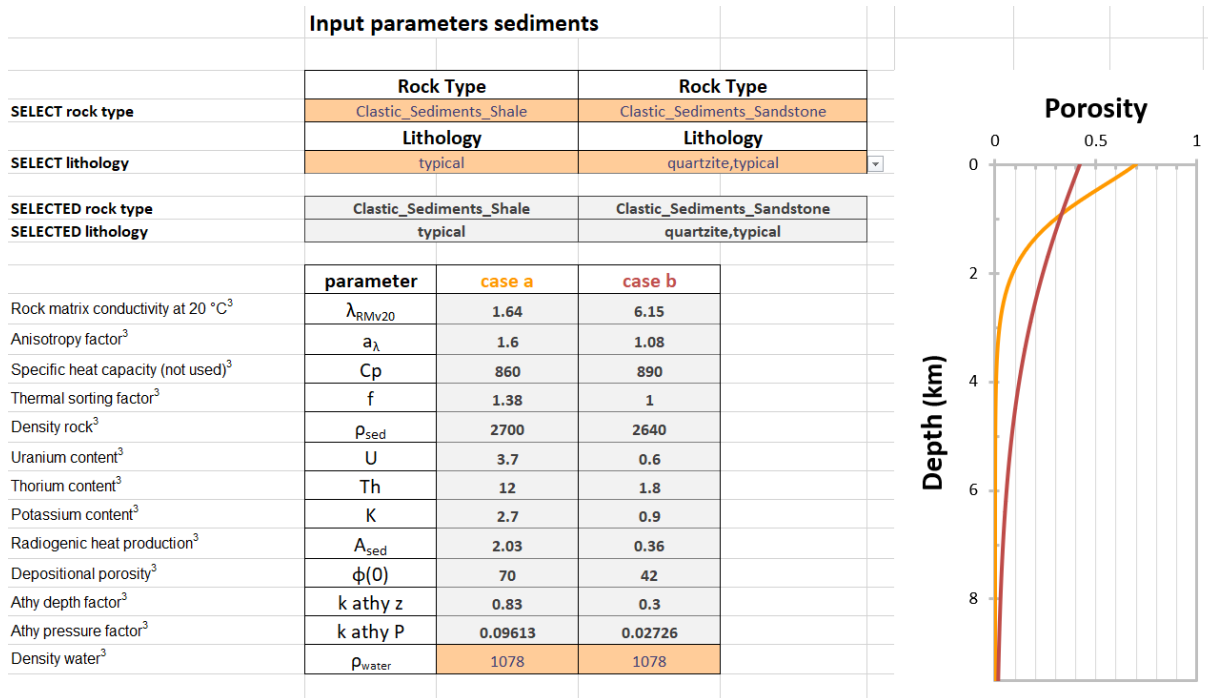 Input parameters sediments
Rock Type Rock Type
SELECT rock type Clastic_Sediments_Shale Clastic_Sediments_Sandstone
Lithology Lithology
SELECT lithology typical quartzite,typical
SELECTED rock type Clastic_Sediments_Shale Clastic_Sediments_Sandstone
SELECTED lithology typical quartzite,typical
parameter case a case b
Rock matrix conductivity at 20 °C³ λRMv20 1.64 6.15
Anisotropy factor³ aλ 1.6 1.08
Specific heat capacity (not used)³ Cp 860 890
Thermal sorting factor³ f 1.38 1
Density rock³ ρsed 2700 2640
Uranium content³ U 3.7 0.6
Thorium content³ Th 12 1.8
Potassium content³ K 2.7 0.9
Radiogenic heat production³ Ased 2.03 0.36
Depositional porosity³ ϕ(0) 70 42
Athy depth factor³ k athy z 0.83 0.3
Athy pressure factor³ k athy P 0.09613 0.02726
Density water³ ρwater 1078 1078
Porosity
0 0.5 1
0
2
4
6
8
Depth (km)